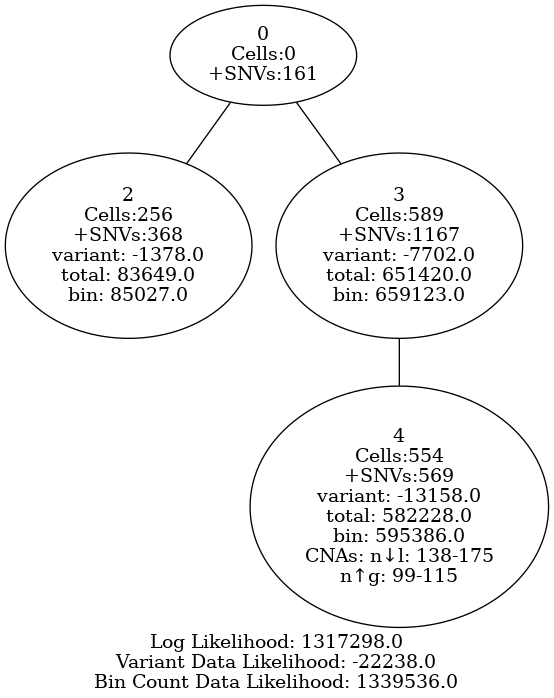 0
Cells:0
+SNVs:161
2
Cells:256
+SNVs:368
variant: -1378.0
total: 83649.0
bin: 85027.0
3
Cells:589
+SNVs:1167
variant: -7702.0
total: 651420.0
bin: 659123.0
4
Cells:554
+SNVs:569
variant: -13158.0
total: 582228.0
bin: 595386.0
CNAs: n↓l: 138-175
n↑g: 99-115
Log Likelihood: 1317298.0
Variant Data Likelihood: -22238.0
Bin Count Data Likelihood: 1339536.0